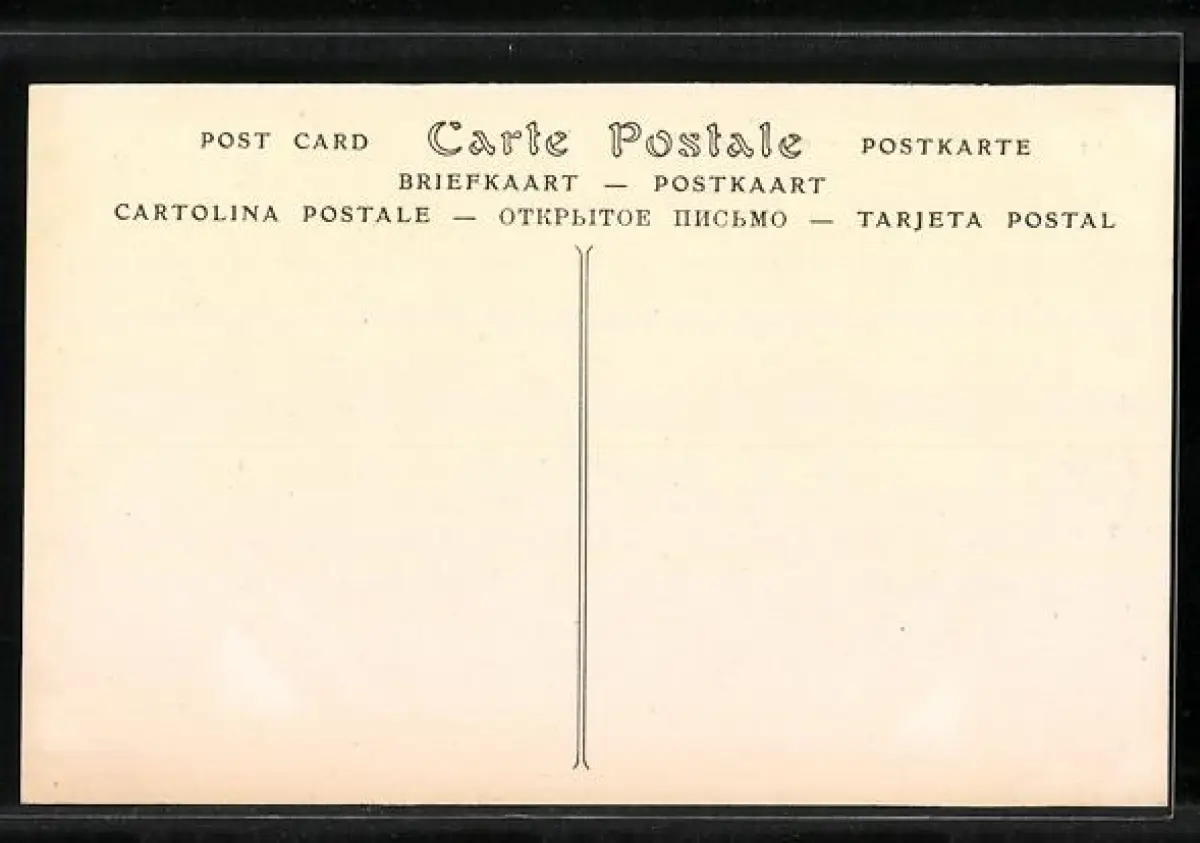 POST CARD Carte Postale POSTKARTE
BRIEFKAART — POSTKAART
CARTOLINA POSTALE — ОТКРЫТОЕ ПИСЬМО — TARJETA POSTAL